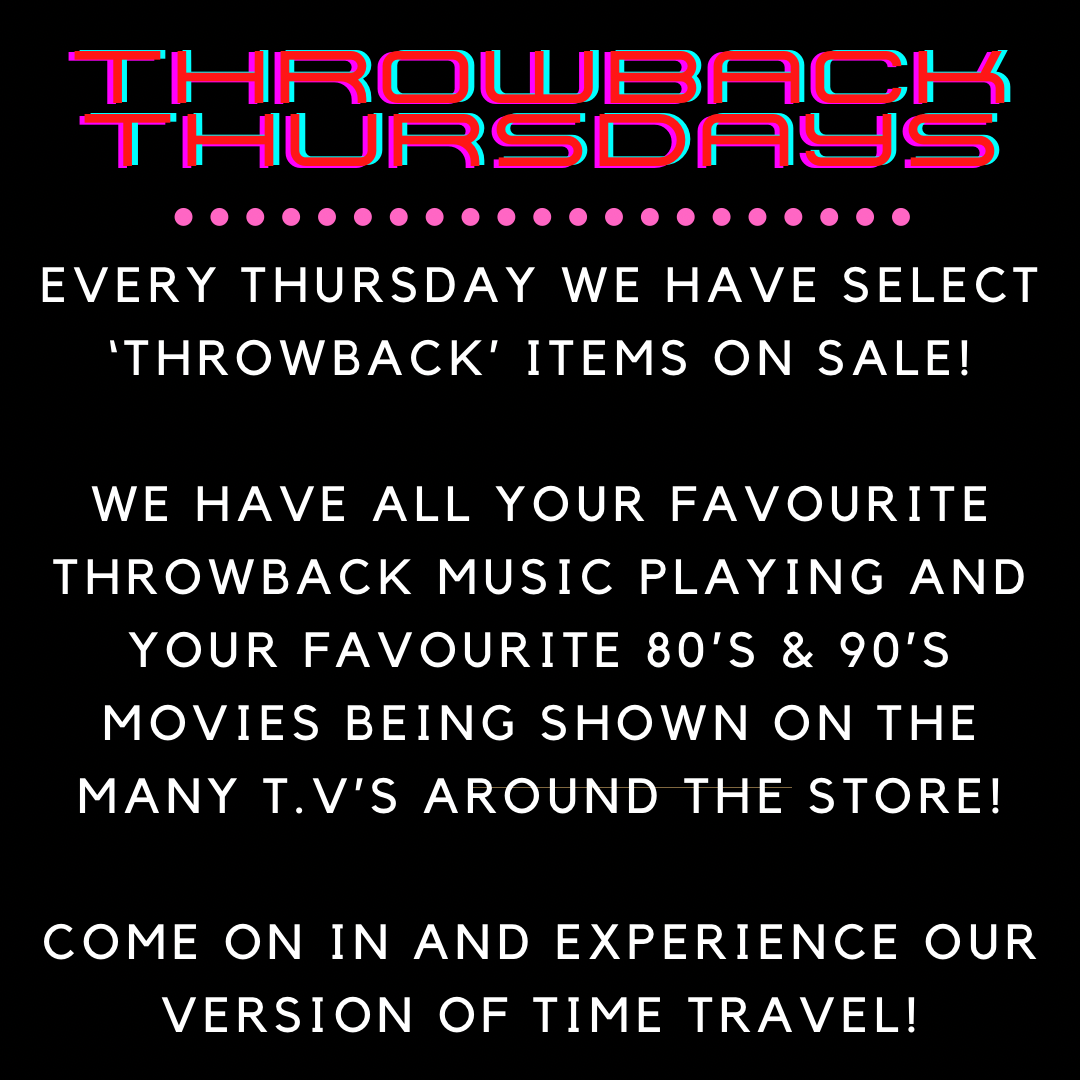 THROWBACK
THURSDAYS
EVERY THURSDAY WE HAVE SELECT
‘THROWBACK’ ITEMS ON SALE!
WE HAVE ALL YOUR FAVOURITE
THROWBACK MUSIC PLAYING AND
YOUR FAVOURITE 80’S & 90’S
MOVIES BEING SHOWN ON THE
MANY T.V’S AROUND THE STORE!
COME ON IN AND EXPERIENCE OUR
VERSION OF TIME TRAVEL!